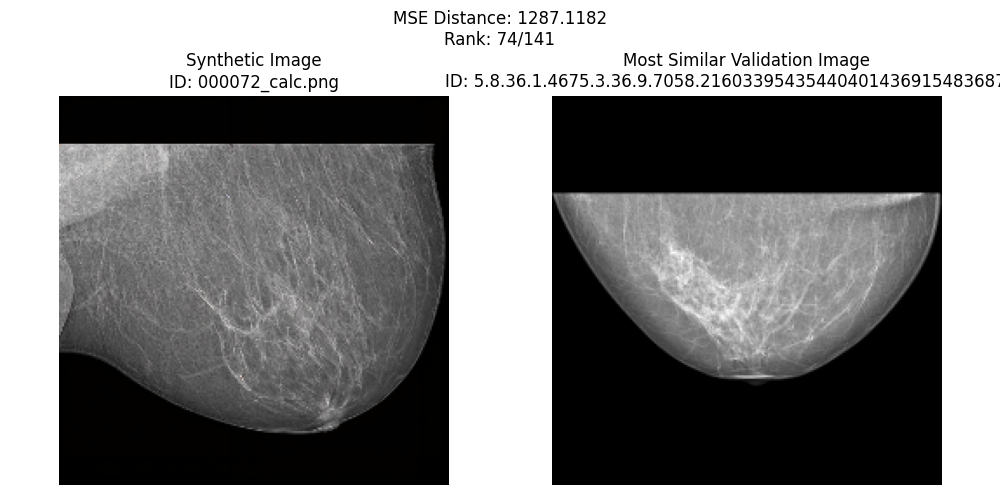 MSE Distance: 1287.1182
Rank: 74/141
Synthetic Image
ID: 000072_calc.png
Most Similar Validation Image
ID: 5.8.36.1.4675.3.36.9.7058.216033954354404014369154836871